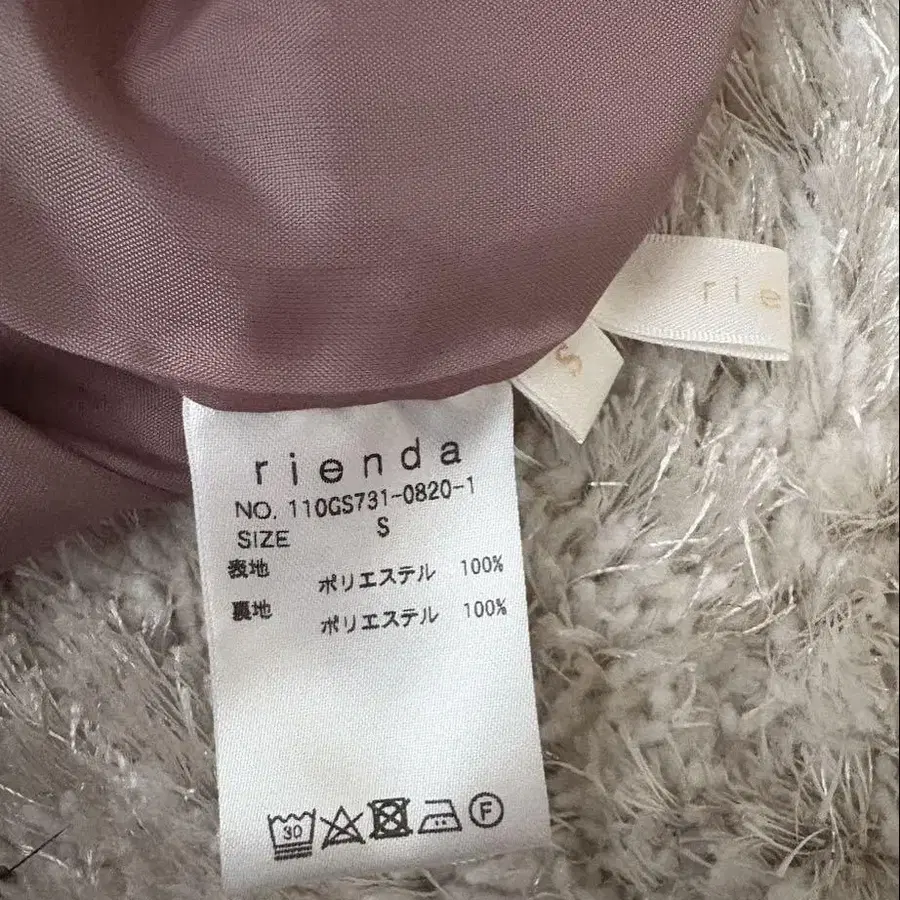 rie
S
rienda
NO. 110GS731-0820-1
SIZE S
表地 ポリエステル 100%
裏地 ポリエステル 100%
30 F